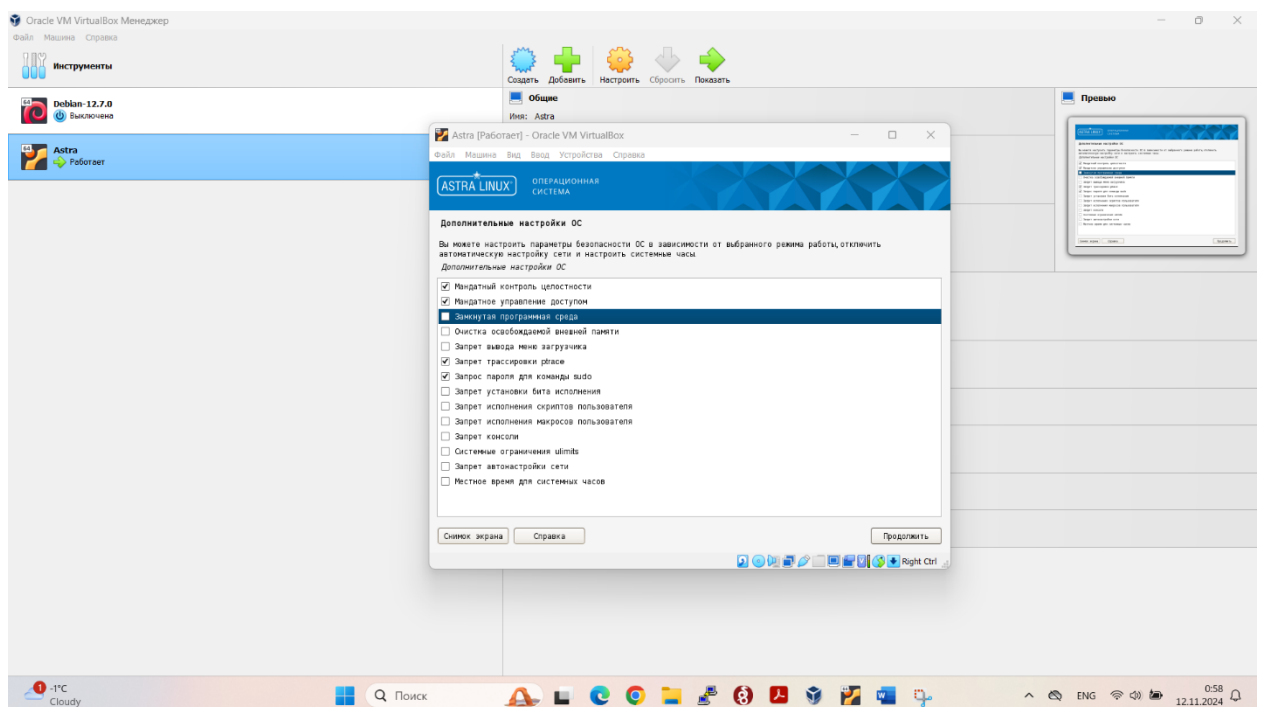 Oracle VM VirtualBox Менеджер
Файл Машина Справка
Инструменты
Создать Добавить Настроить Сбросить Показать
64
Debian-12.7.0
Выключена
64
Astra
Работает
Общие
Имя: Astra
Превью
Astra [Работает] - Oracle VM VirtualBox
Файл Машина Вид Ввод Устройства Справка
ASTRA LINUX
ОПЕРАЦИОННАЯ
СИСТЕМА
Дополнительные настройки ОС
Вы можете настроить параметры безопасности ОС в зависимости от выбранного режима работы, отключить
автоматическую настройку сети и настроить системные часы
Дополнительные настройки ОС
Мандатный контроль целостности
Мандатное управление доступом
Замкнутая программная среда
Очистка освобождаемой внешней памяти
Запрет вывода меню загрузчика
Запрет трассировки ptrace
Запрос пароля для команды sudo
Запрет установки бита исполнения
Запрет исполнения скриптов пользователя
Запрет исполнения макросов пользователя
Запрет консоли
Системные ограничения ulimits
Запрет автонастройки сети
Местное время для системных часов
Снимок экрана Справка Продолжить
Right Ctrl
1
-1°C
Cloudy
Поиск
ENG
0:58
12.11.2024